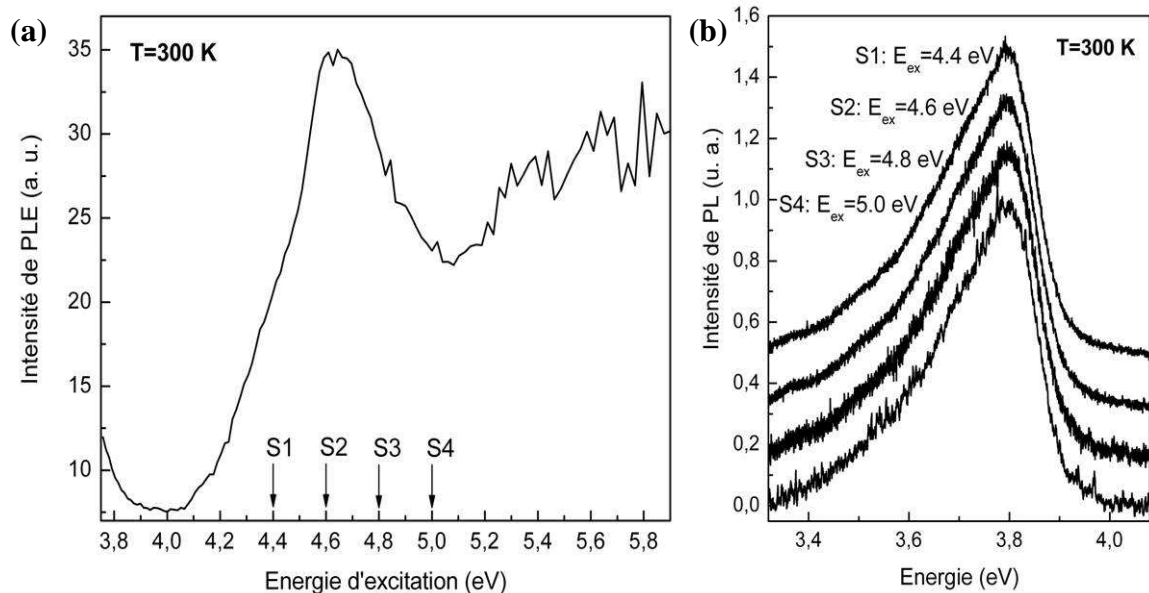 (a)
T=300 K
Intensité de PLE (a. u.)
35
30
25
20
15
10
S1 S2 S3 S4
3,8 4,0 4,2 4,4 4,6 4,8 5,0 5,2 5,4 5,6 5,8
Energie d'excitation (eV)
(b)
T=300 K
S1: Eex=4.4 eV
S2: Eex=4.6 eV
S3: Eex=4.8 eV
S4: Eex=5.0 eV
Intensité de PL (u. a.)
1,6
1,4
1,2
1,0
0,8
0,6
0,4
0,2
0,0
3,4 3,6 3,8 4,0
Energie (eV)